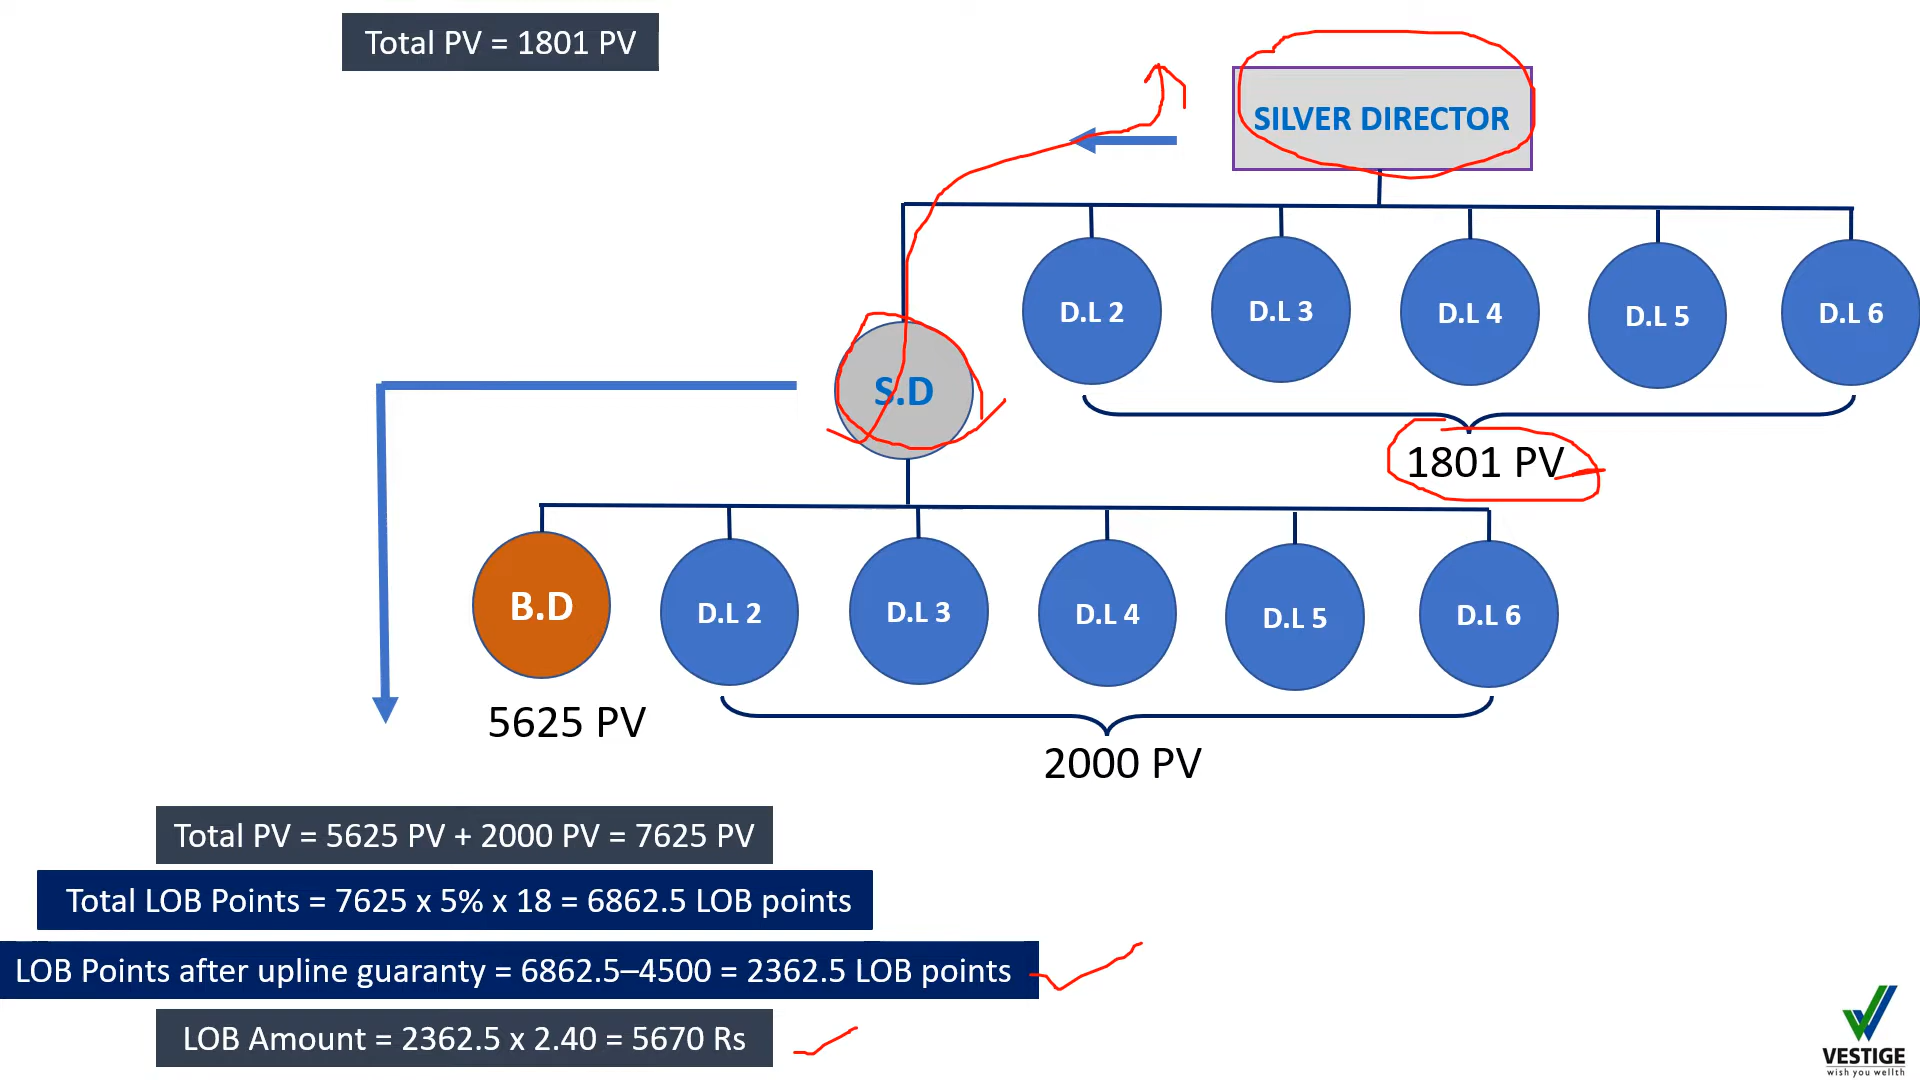 Total PV = 1801 PV
SILVER DIRECTOR
D.L 2
D.L 3
D.L 4
D.L 5
D.L 6
S.D
1801 PV
B.D
D.L 2
D.L 3
D.L 4
D.L 5
D.L 6
5625 PV
2000 PV
Total PV = 5625 PV + 2000 PV = 7625 PV
Total LOB Points = 7625 x 5% x 18 = 6862.5 LOB points
LOB Points after upline guaranty = 6862.5–4500 = 2362.5 LOB points
LOB Amount = 2362.5 x 2.40 = 5670 Rs
VESTIGE
wish you wellth